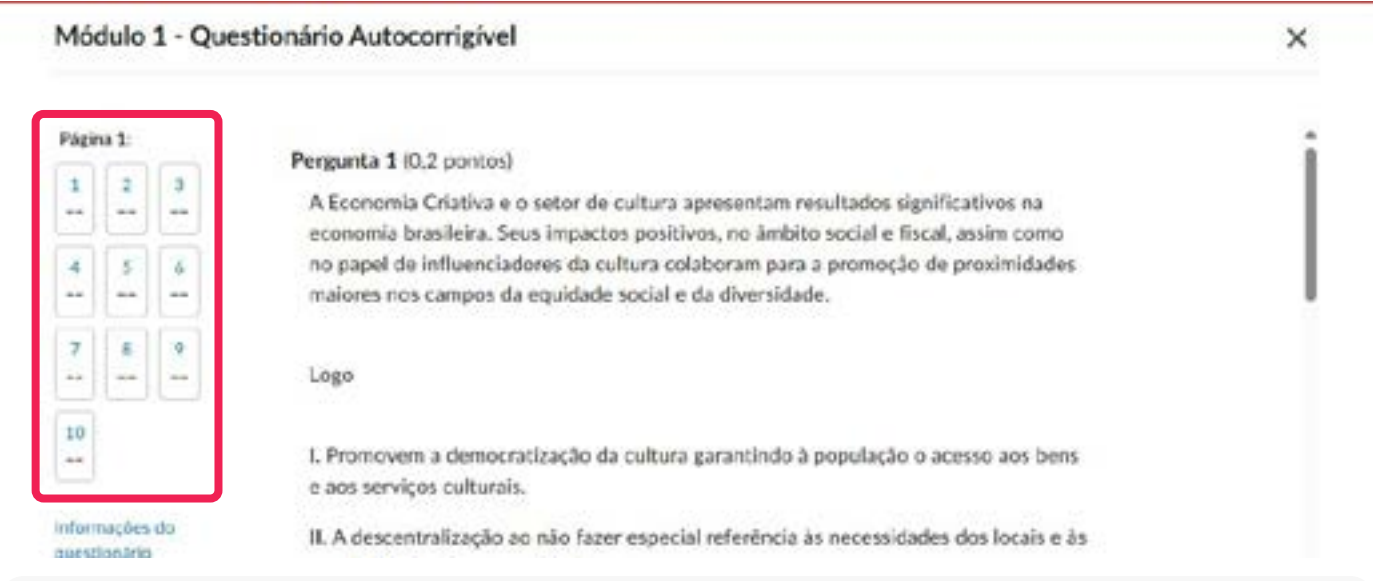 Módulo 1 - Questionário Autocorrigível
×
Página 1:
1 2 3
-- -- --
4 5 6
-- -- --
7 8 9
-- -- --
10
--
Informações do
questionário
Pergunta 1 (0,2 pontos)
A Economia Criativa e o setor de cultura apresentam resultados significativos na
economia brasileira. Seus impactos positivos, no âmbito social e fiscal, assim como
no papel de influenciadores da cultura colaboram para a promoção de proximidades
maiores nos campos da equidade social e da diversidade.
Logo
I. Promovem a democratização da cultura garantindo à população o acesso aos bens
e aos serviços culturais.
II. A descentralização ao não fazer especial referência às necessidades dos locais e às